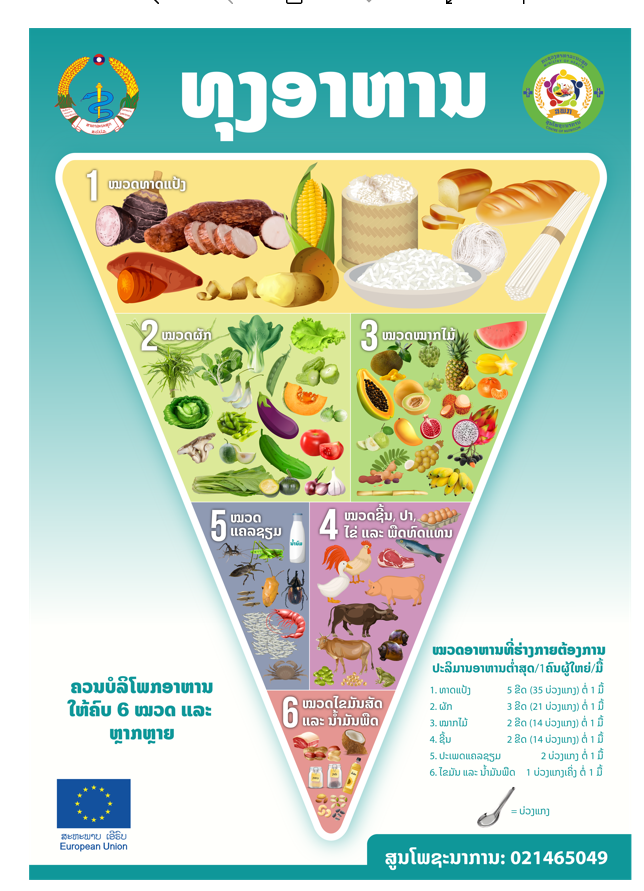 ທຸງອາຫານ
1 ໝວດທາດແປ້ງ
2 ໝວດຜັກ
3 ໝວດໝາກໄມ້
5 ໝວດ
ແຄລຊຽມ
ນ້ຳນົມ
4 ໝວດຊີ້ນ, ປາ,
ໄຂ່ ແລະ ພືດທົດແທນ
6 ໝວດໄຂມັນສັດ
ແລະ ນ້ຳມັນພືດ
ຄວນບໍລິໂພກອາຫານ
ໃຫ້ຄົບ 6 ໝວດ ແລະ
ຫຼາກຫຼາຍ
ໝວດອາຫານທີ່ຮ່າງກາຍຕ້ອງການ
ປະລິມານອາຫານຕ່ຳສຸດ/1ຄົນຜູ້ໃຫຍ່/ມື້
1. ທາດແປ້ງ 5 ຂີດ (35 ບ່ວງແກງ) ຕໍ່ 1 ມື້
2. ຜັກ 3 ຂີດ (21 ບ່ວງແກງ) ຕໍ່ 1 ມື້
3. ໝາກໄມ້ 2 ຂີດ (14 ບ່ວງແກງ) ຕໍ່ 1 ມື້
4. ຊີ້ນ 2 ຂີດ (14 ບ່ວງແກງ) ຕໍ່ 1 ມື້
5. ປະເພດແຄລຊຽມ 2 ບ່ວງແກງ ຕໍ່ 1 ມື້
6. ໄຂມັນ ແລະ ນ້ຳມັນພືດ 1 ບ່ວງແກງເຄິ່ງ ຕໍ່ 1 ມື້
= ບ່ວງແກງ
ສະຫະພາບ ເອີຣົບ
European Union
ສູນໂພຊະນາການ: 021465049